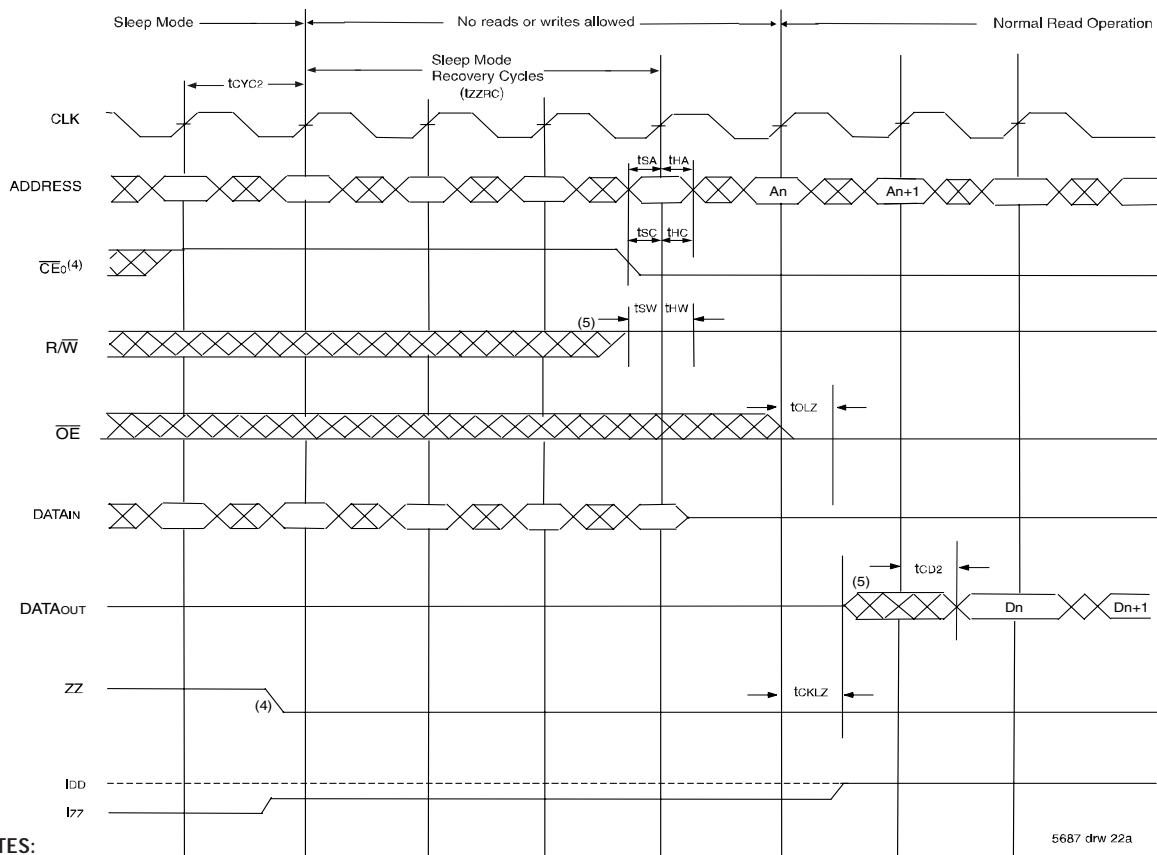 Sleep Mode
No reads or writes allowed
Normal Read Operation
Sleep Mode
Recovery Cycles
(tZZRC)
tCYC2
CLK
tSA
tHA
ADDRESS
An
An+1
tSC
tHC
CE0(4)
tSW
tHW
(5)
R/W
tOLZ
OE
DATAIN
tCD2
(5)
DATAOUT
Dn
Dn+1
ZZ
(4)
tCKLZ
IDD
IZZ
5687 drw 22a
TES: